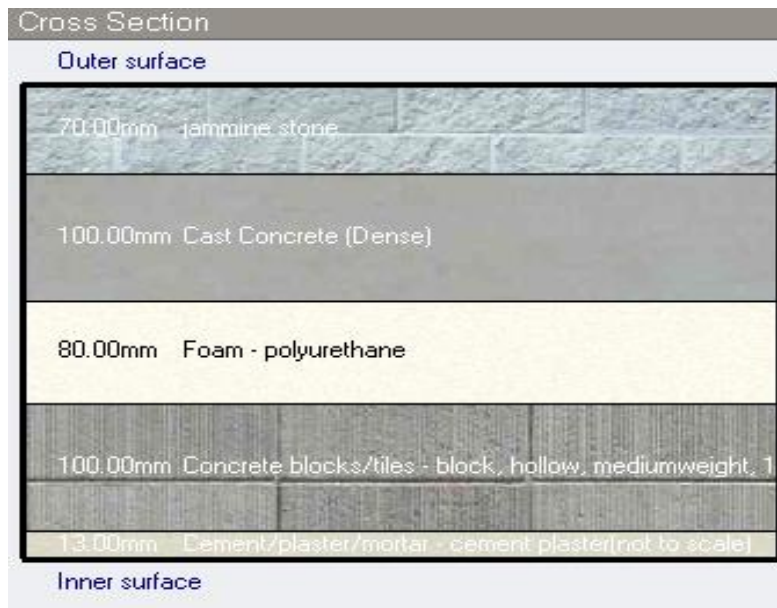 Cross Section
Outer surface
70.00mm jammine stone
100.00mm Cast Concrete (Dense)
80.00mm Foam - polyurethane
100.00mm Concrete blocks/tiles - block, hollow, mediumweight, 1
13.00mm Cement/plaster/mortar - cement plaster(not to scale)
Inner surface